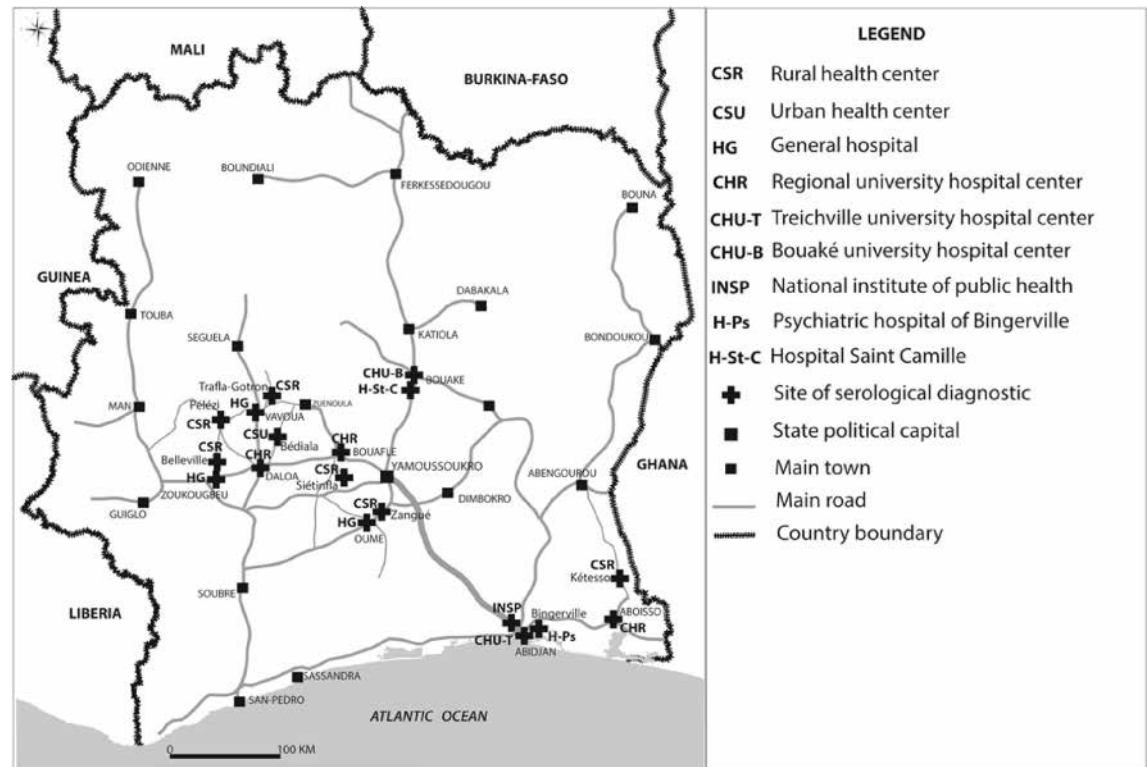 MALI
BURKINA-FASO
ODIENNE
BOUNDIALI
FERKESSEDOUGOU
BOUNA
GUINEA
DABAKALA
TOUBA
KATIOLA
SEGUELA
BONDOUKOU
CHU-B
BOUAKE
H-St-C
Trafla-Gotron
CSR
ZUENOULA
HG
VAVOUA
MAN
Pélézi
CSR
CSU
Bédiala
CHR
BOUAFLE
CSR
Belleville
CHR
DALOA
CSR
Siétinfla
YAMOUSSOUKRO
ABENGOUROU
GHANA
HG
ZOUKOUGBEU
DIMBOKRO
GUIGLO
CSR
Zangué
HG
OUME
CSR
Kétesso
SOUBRE
LIBERIA
INSP
Bingerville
ABOISSO
CHR
CHU-T
H-Ps
ABIDJAN
SASSANDRA
SAN-PEDRO
ATLANTIC OCEAN
0 100 KM
LEGEND
CSR Rural health center
CSU Urban health center
HG General hospital
CHR Regional university hospital center
CHU-T Treichville university hospital center
CHU-B Bouaké university hospital center
INSP National institute of public health
H-Ps Psychiatric hospital of Bingerville
H-St-C Hospital Saint Camille
Site of serological diagnostic
State political capital
Main town
Main road
Country boundary